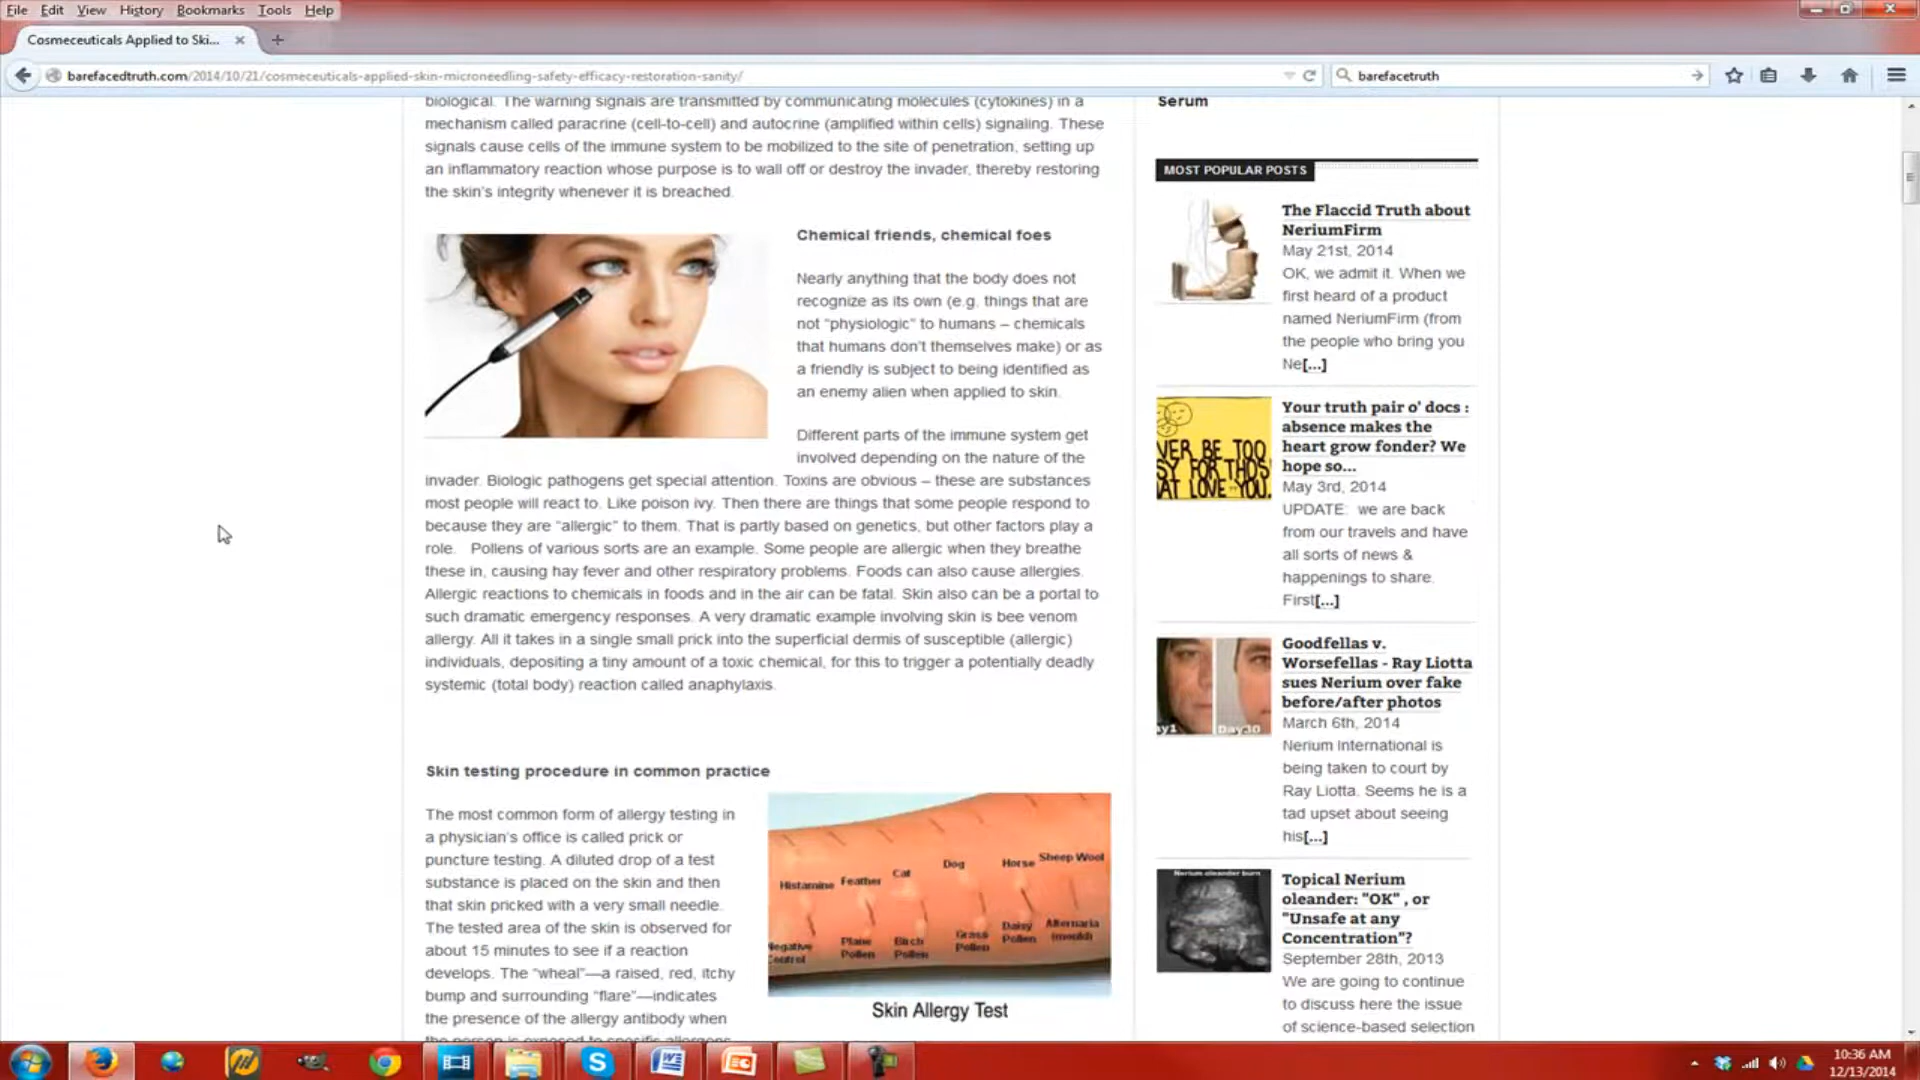 File Edit View History Bookmarks Tools Help
Cosmeceuticals Applied to Ski...
barefacedtruth.com/2014/10/21/cosmeceuticals-applied-skin-microneedling-safety-efficacy-restoration-sanity/
barefacetruth
biological. The warning signals are transmitted by communicating molecules (cytokines) in a
mechanism called paracrine (cell-to-cell) and autocrine (amplified within cells) signaling. These
signals cause cells of the immune system to be mobilized to the site of penetration, setting up
an inflammatory reaction whose purpose is to wall off or destroy the invader, thereby restoring
the skin's integrity whenever it is breached.
Chemical friends, chemical foes
Nearly anything that the body does not
recognize as its own (e.g. things that are
not “physiologic” to humans – chemicals
that humans don't themselves make) or as
a friendly is subject to being identified as
an enemy alien when applied to skin.
Different parts of the immune system get
involved depending on the nature of the
invader. Biologic pathogens get special attention. Toxins are obvious – these are substances
most people will react to. Like poison ivy. Then there are things that some people respond to
because they are “allergic” to them. That is partly based on genetics, but other factors play a
role. Pollens of various sorts are an example. Some people are allergic when they breathe
these in, causing hay fever and other respiratory problems. Foods can also cause allergies.
Allergic reactions to chemicals in foods and in the air can be fatal. Skin also can be a portal to
such dramatic emergency responses. A very dramatic example involving skin is bee venom
allergy. All it takes in a single small prick into the superficial dermis of susceptible (allergic)
individuals, depositing a tiny amount of a toxic chemical, for this to trigger a potentially deadly
systemic (total body) reaction called anaphylaxis.
Skin testing procedure in common practice
The most common form of allergy testing in
a physician's office is called prick or
puncture testing. A diluted drop of a test
substance is placed on the skin and then
that skin pricked with a very small needle.
The tested area of the skin is observed for
about 15 minutes to see if a reaction
develops. The “wheal”—a raised, red, itchy
bump and surrounding “flare”—indicates
the presence of the allergy antibody when
the person is exposed to specific allergens
Histamine Feather Cat Dog Horse Sheep Wool
Negative Control
Plane Pollen
Birch Pollen
Grass Pollen
Daisy Pollen
Alternaria (mould)
Skin Allergy Test
Serum
MOST POPULAR POSTS
The Flaccid Truth about
NeriumFirm
May 21st, 2014
OK, we admit it. When we
first heard of a product
named NeriumFirm (from
the people who bring you
Ne[...]
VER BE TOO
SY FOR THOS
AT LOVE YOU.
Your truth pair o' docs :
absence makes the
heart grow fonder? We
hope so...
May 3rd, 2014
UPDATE: we are back
from our travels and have
all sorts of news &
happenings to share.
First[...]
ay1 Day30
Goodfellas v.
Worsefellas - Ray Liotta
sues Nerium over fake
before/after photos
March 6th, 2014
Nerium International is
being taken to court by
Ray Liotta. Seems he is a
tad upset about seeing
his[...]
Nerium oleander burn
Topical Nerium
oleander: "OK" , or
"Unsafe at any
Concentration"?
September 28th, 2013
We are going to continue
to discuss here the issue
of science-based selection
10:36 AM
12/13/2014